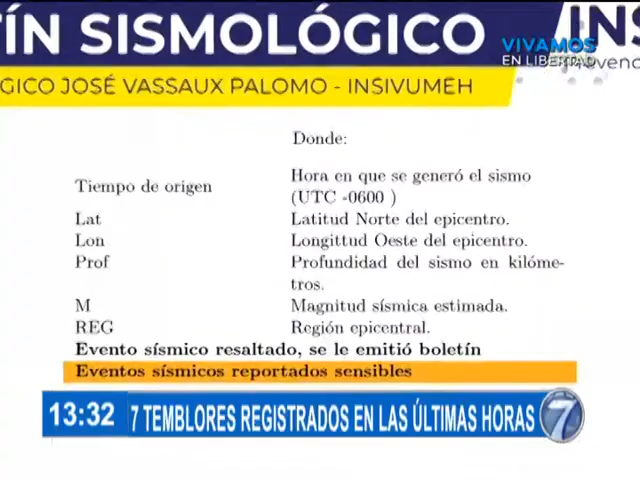 TÍN SISMOLÓGICO
INS
VIVAMOS
EN LIBERTAD
GICO JOSÉ VASSAUX PALOMO - INSIVUMEH
Donde:
Tiempo de origen Hora en que se generó el sismo
(UTC -0600 )
Lat Latitud Norte del epicentro.
Lon Longittud Oeste del epicentro.
Prof Profundidad del sismo en kilóme-
tros.
M Magnitud sísmica estimada.
REG Región epicentral.
Evento sísmico resaltado, se le emitió boletín
Eventos sísmicos reportados sensibles
13:32 7 TEMBLORES REGISTRADOS EN LAS ÚLTIMAS HORAS 7